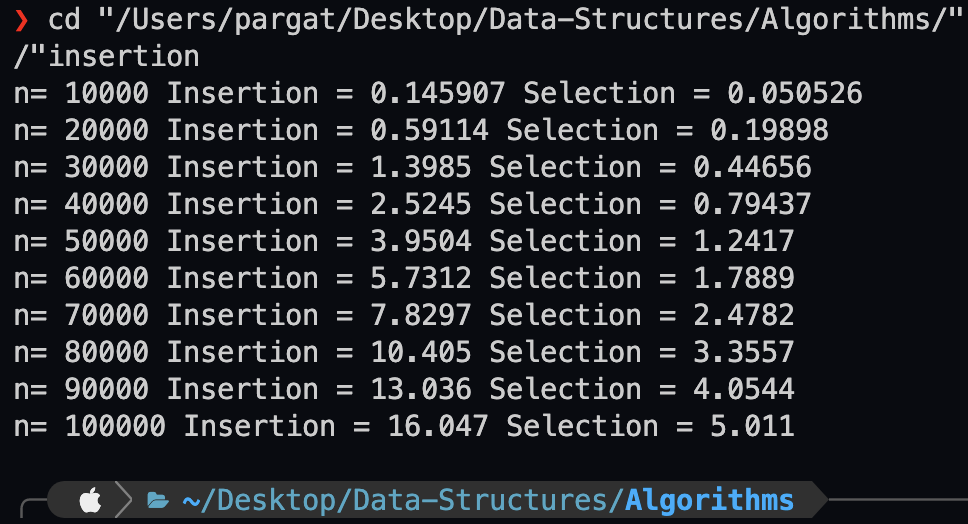 ❯ cd "/Users/pargat/Desktop/Data-Structures/Algorithms/"
/"insertion
n= 10000 Insertion = 0.145907 Selection = 0.050526
n= 20000 Insertion = 0.59114 Selection = 0.19898
n= 30000 Insertion = 1.3985 Selection = 0.44656
n= 40000 Insertion = 2.5245 Selection = 0.79437
n= 50000 Insertion = 3.9504 Selection = 1.2417
n= 60000 Insertion = 5.7312 Selection = 1.7889
n= 70000 Insertion = 7.8297 Selection = 2.4782
n= 80000 Insertion = 10.405 Selection = 3.3557
n= 90000 Insertion = 13.036 Selection = 4.0544
n= 100000 Insertion = 16.047 Selection = 5.011
~/Desktop/Data-Structures/Algorithms